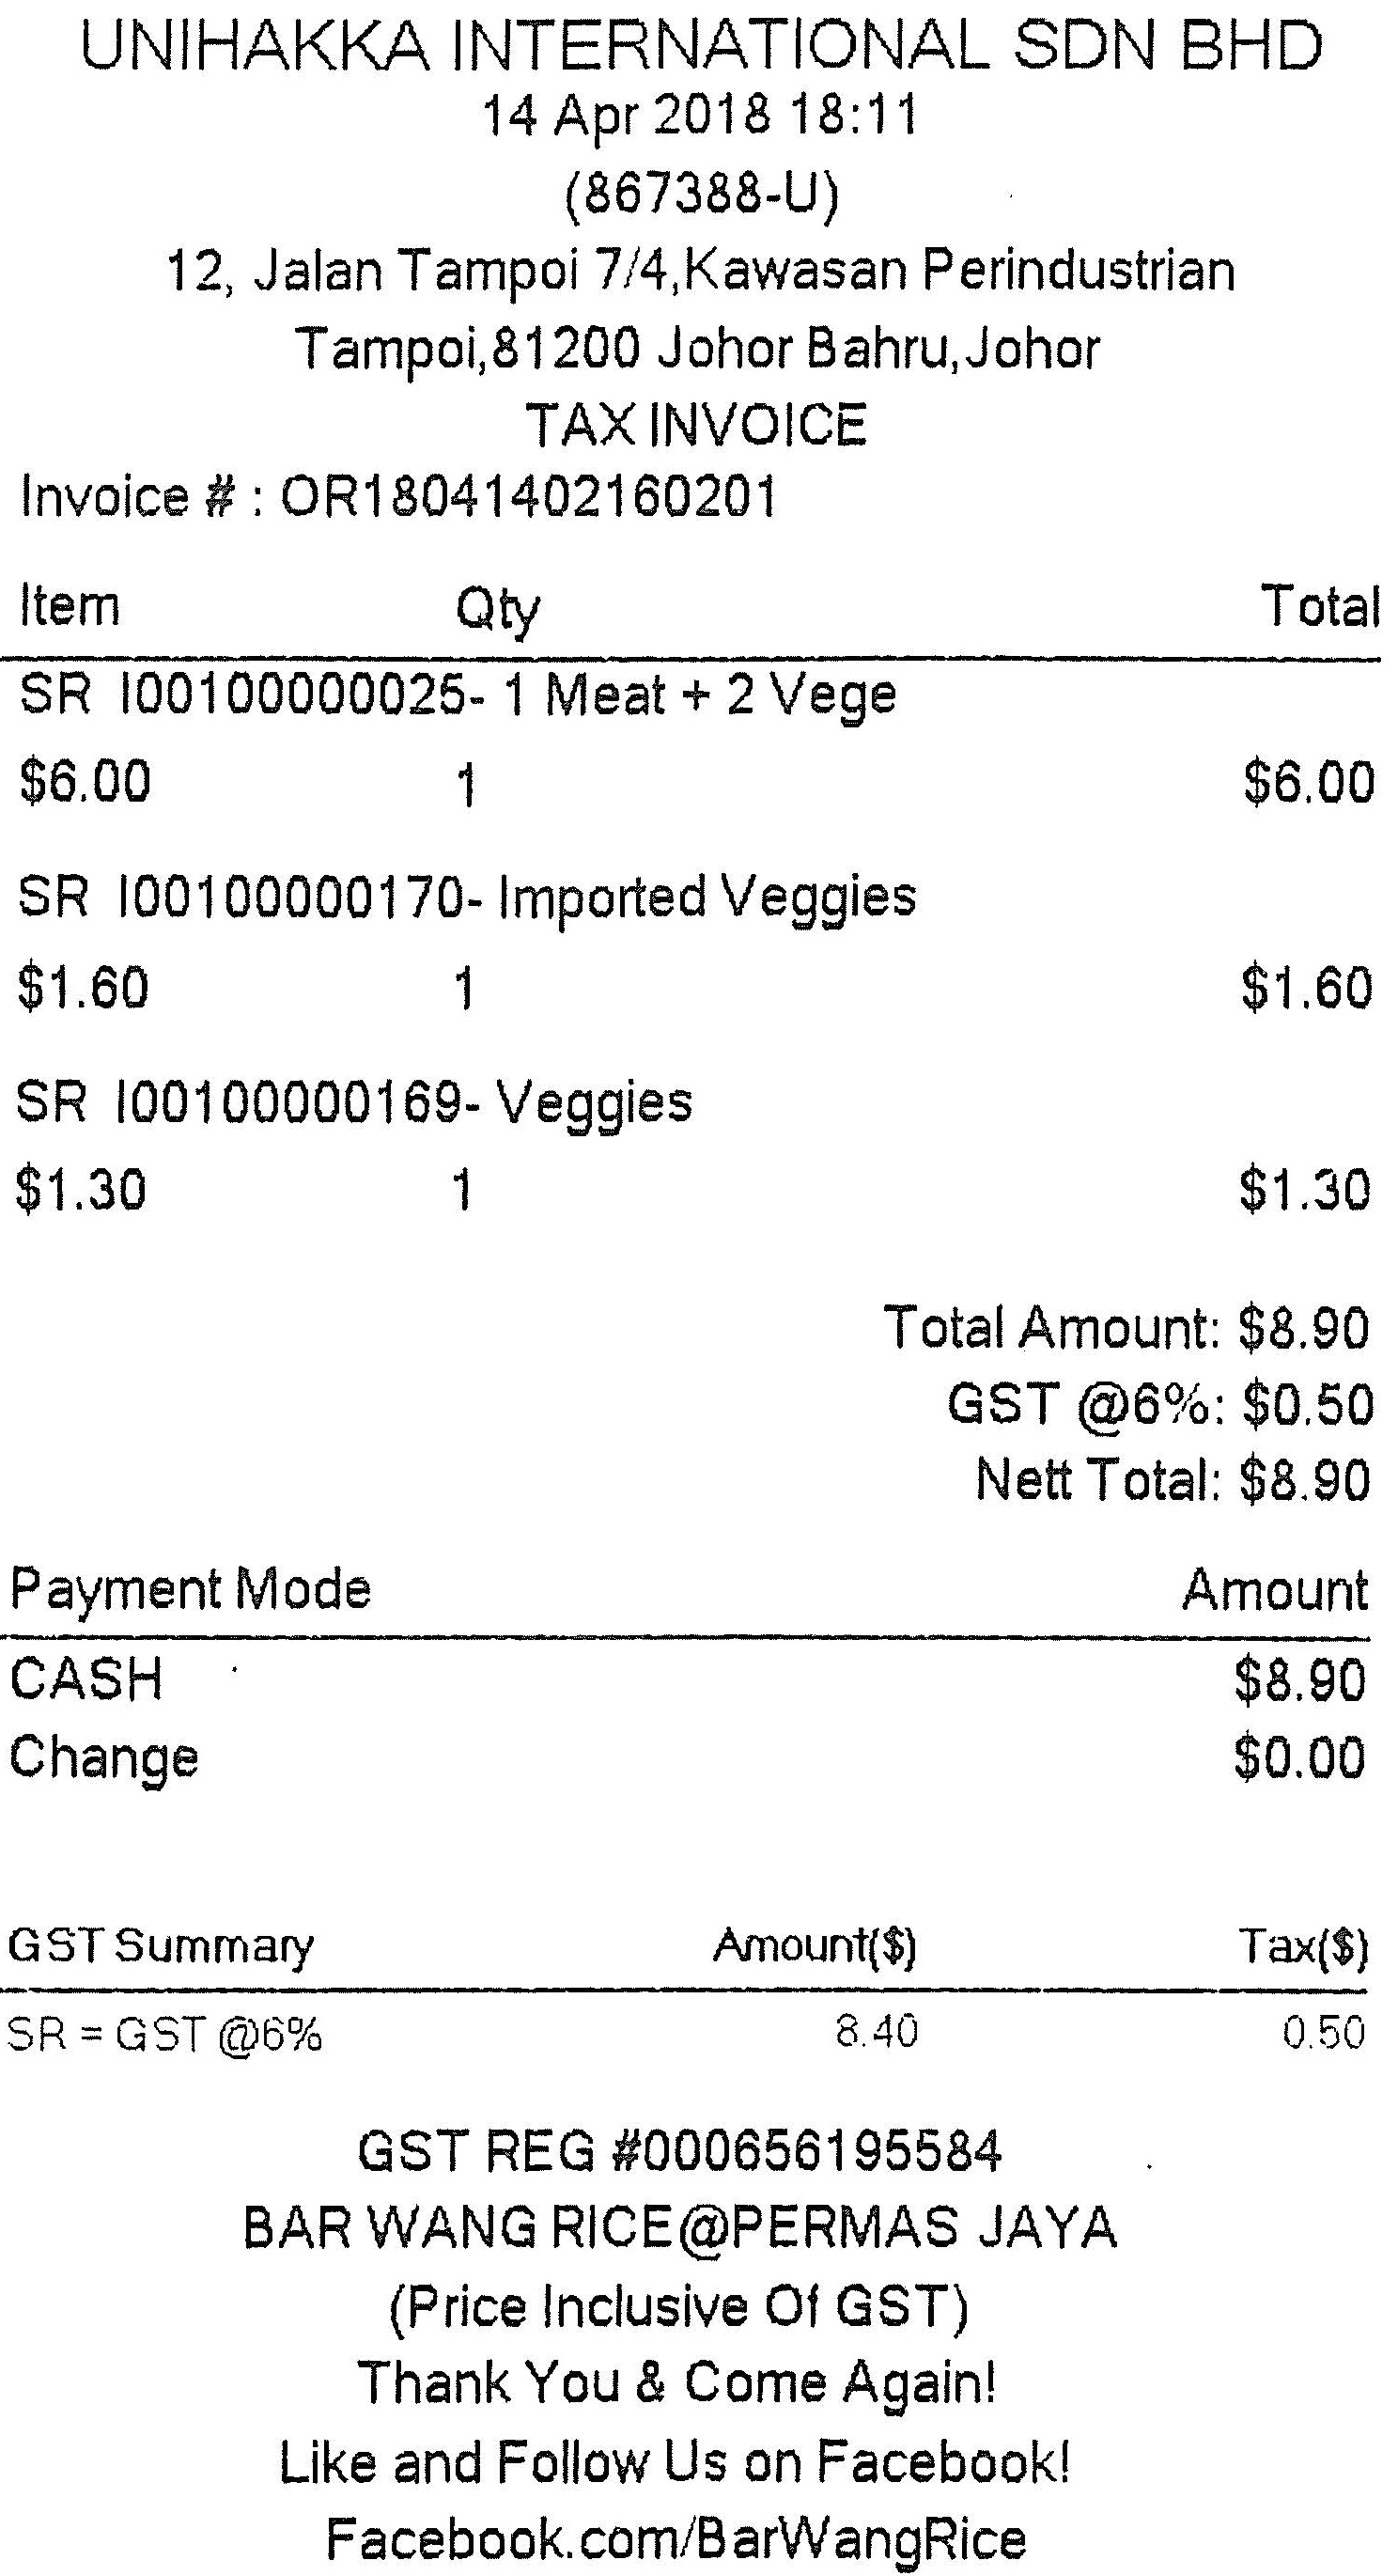 UNIHAKKA INTERNATIONAL SDN BHD
14 Apr 2018 18:11
(867388-U)
12, Jalan Tampoi 7/4,Kawasan Perindustrian
Tampoi,81200 Johor Bahru,Johor
TAX INVOICE
Invoice # : OR18041402160201
Item Qty Total
SR I00100000025- 1 Meat + 2 Vege
$6.00 1 $6.00
SR I00100000170- Imported Veggies
$1.60 1 $1.60
SR I00100000169- Veggies
$1.30 1 $1.30
Total Amount: $8.90
GST @6%: $0.50
Nett Total: $8.90
Payment Mode Amount
CASH $8.90
Change $0.00
GST Summary Amount($) Tax($)
SR = GST @6% 8.40 0.50
GST REG #000656195584
BAR WANG RICE@PERMAS JAYA
(Price Inclusive Of GST)
Thank You & Come Again!
Like and Follow Us on Facebook!
Facebook.com/BarWangRice